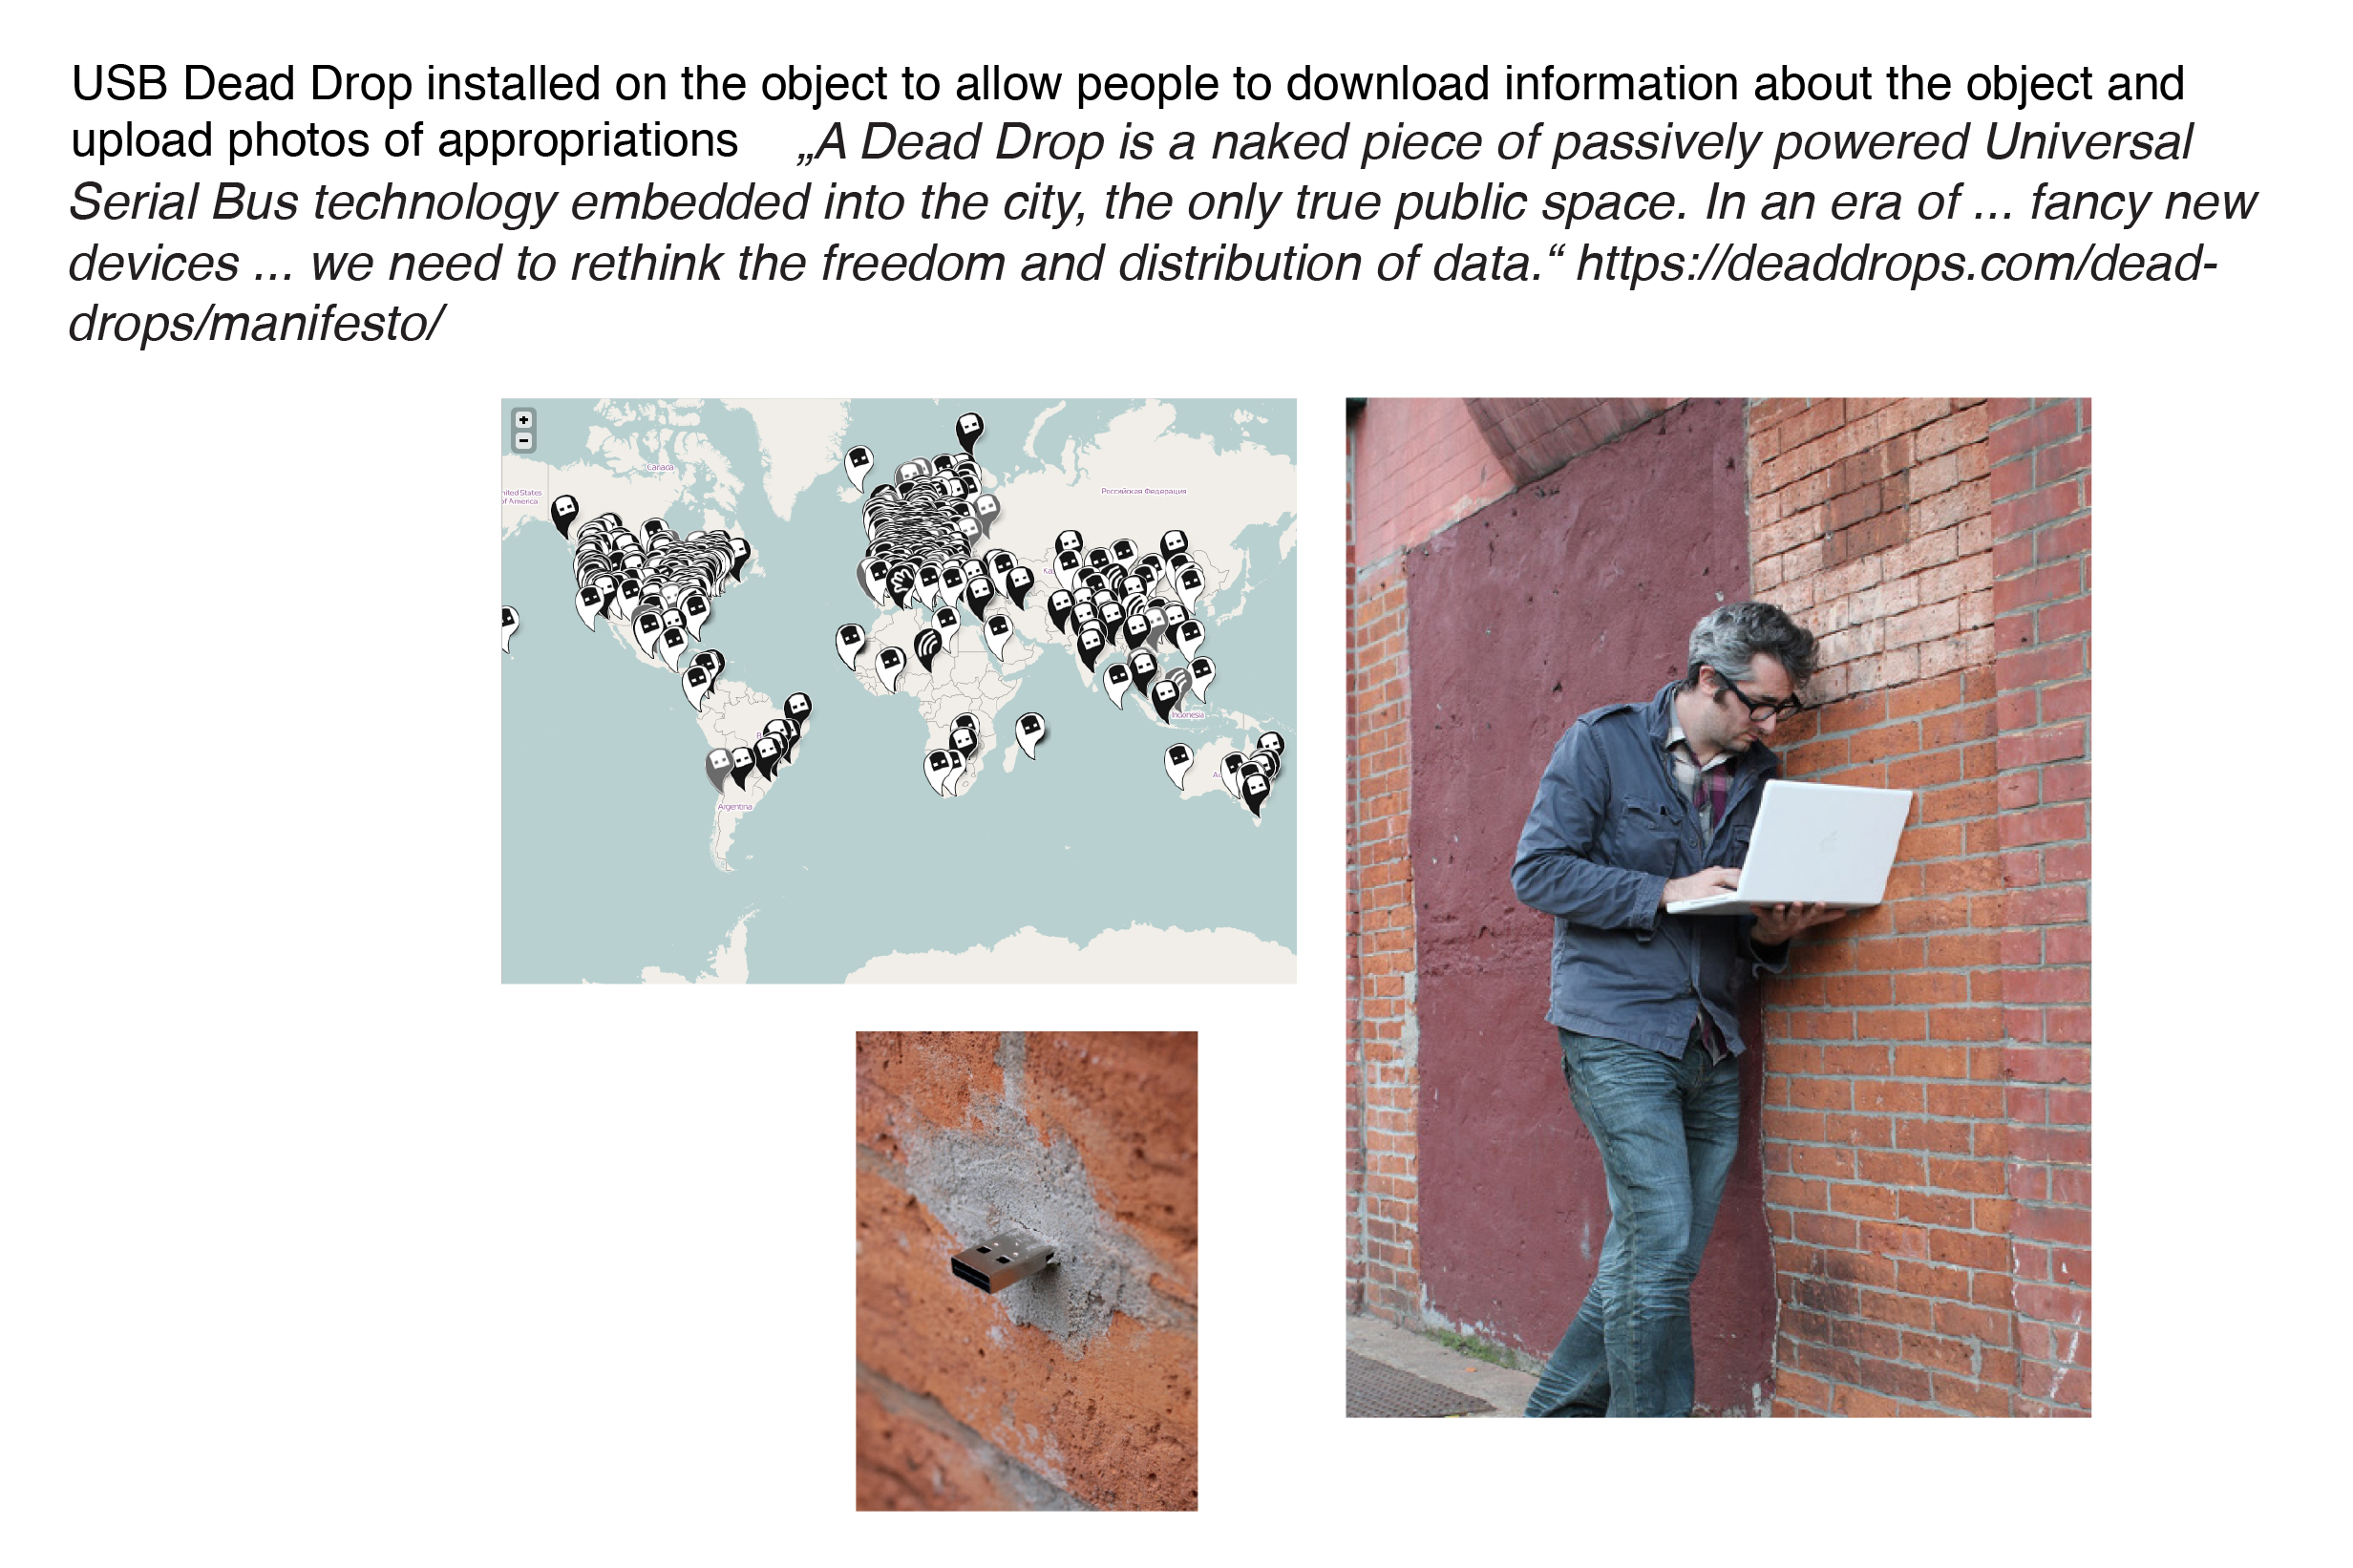 USB Dead Drop installed on the object to allow people to download information about the object and
upload photos of appropriations „A Dead Drop is a naked piece of passively powered Universal
Serial Bus technology embedded into the city, the only true public space. In an era of ... fancy new
devices ... we need to rethink the freedom and distribution of data.“ https://deaddrops.com/dead-
drops/manifesto/
+
−
Canada
United States
of America
Российская Федерация
Indonesia
Argentina